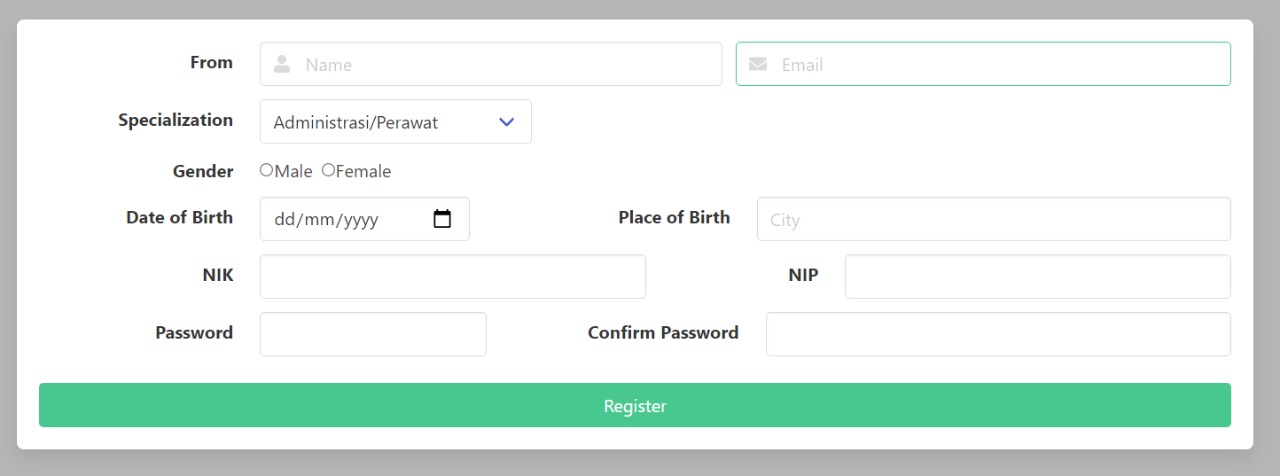 From Name Email
Specialization Administrasi/Perawat
Gender Male Female
Date of Birth dd/mm/yyyy Place of Birth City
NIK NIP
Password Confirm Password
Register